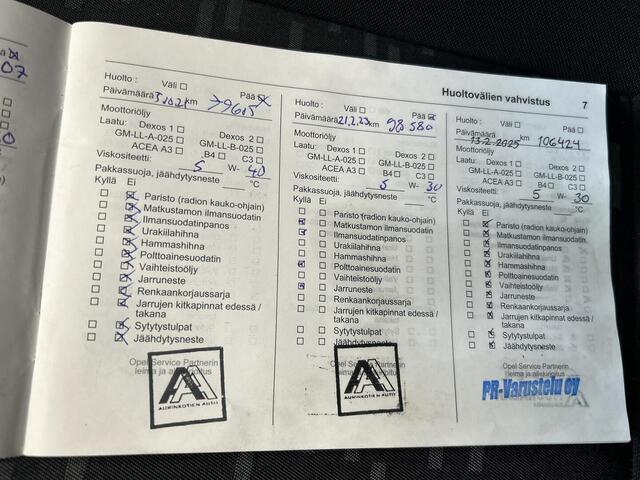 07
Huoltovälien vahvistus 7
Huolto : Väli ☐ Pää ☒
Päivämäärä km 79615
Moottoriöljy
Laatu: Dexos 1 ☐ Dexos 2 ☐
GM-LL-A-025 ☐ GM-LL-B-025 ☐
ACEA A3 ☐ B4 ☐ C3 ☐
Viskositeetti: 5 W- 40
Pakkassuoja, jäähdytysneste °C
Kyllä Ei
Paristo (radion kauko-ohjain)
Matkustamon ilmansuodatin
Ilmansuodatinpanos
Urakiilahihna
Hammashihna
Polttoainesuodatin
Vaihteistoöljy
Jarruneste
Renkaankorjaussarja
Jarrujen kitkapinnat edessä /
takana
Sytytystulpat
Jäähdytysneste
Opel Service Partnerin
leima ja allekirjoitus
AA
AURINKOTIEN AUTO
Huolto : Väli ☐ Pää ☒
Päivämäärä 21.2.23 km 98 580
Moottoriöljy
Laatu: Dexos 1 ☐ Dexos 2 ☐
GM-LL-A-025 ☐ GM-LL-B-025 ☐
ACEA A3 ☐ B4 ☐ C3 ☐
Viskositeetti: 5 W- 30
Pakkassuoja, jäähdytysneste °C
Kyllä Ei
Paristo (radion kauko-ohjain)
Matkustamon ilmansuodatin
Ilmansuodatinpanos
Urakiilahihna
Hammashihna
Polttoainesuodatin
Vaihteistoöljy
Jarruneste
Renkaankorjaussarja
Jarrujen kitkapinnat edessä /
takana
Sytytystulpat
Jäähdytysneste
Opel Service Partnerin
leima ja allekirjoitus
AA
AURINKOTIEN AUTO
Huolto : Väli ☐ Pää ☐
Päivämäärä 13.2.2025 km 106424
Moottoriöljy
Laatu: Dexos 1 ☐ Dexos 2 ☐
GM-LL-A-025 ☐ GM-LL-B-025 ☐
ACEA A3 ☐ B4 ☐ C3 ☐
Viskositeetti: 5 W- 30
Pakkassuoja, jäähdytysneste °C
Kyllä Ei
Paristo (radion kauko-ohjain)
Matkustamon ilmansuodatin
Ilmansuodatinpanos
Urakiilahihna
Hammashihna
Polttoainesuodatin
Vaihteistoöljy
Jarruneste
Renkaankorjaussarja
Jarrujen kitkapinnat edessä /
takana
Sytytystulpat
Jäähdytysneste
Opel Service Partnerin
leima ja allekirjoitus
PR-Varustelu oy